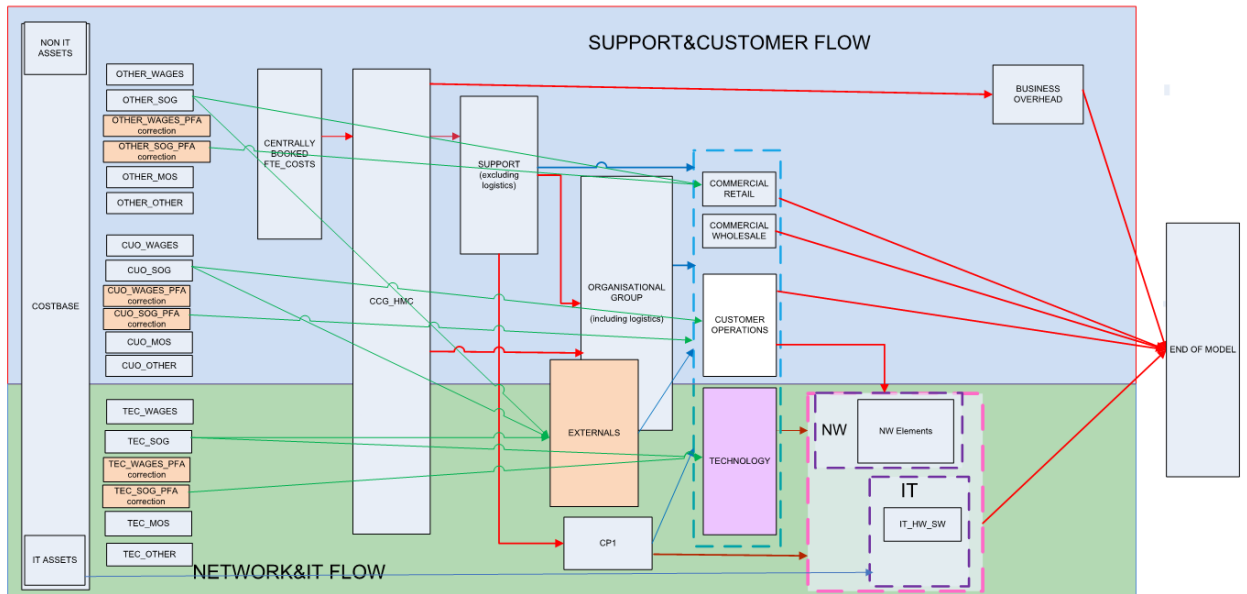 SUPPORT&CUSTOMER FLOW
NON IT
ASSETS
COSTBASE
IT ASSETS
OTHER_WAGES
OTHER_SOG
OTHER_WAGES_PFA
correction
OTHER_SOG_PFA
correction
OTHER_MOS
OTHER_OTHER
CUO_WAGES
CUO_SOG
CUO_WAGES_PFA
correction
CUO_SOG_PFA
correction
CUO_MOS
CUO_OTHER
TEC_WAGES
TEC_SOG
TEC_WAGES_PFA
correction
TEC_SOG_PFA
correction
TEC_MOS
TEC_OTHER
NETWORK&IT FLOW
CENTRALLY
BOOKED
FTE_COSTS
CCG_HMC
SUPPORT
(excluding
logistics)
ORGANISATIONAL
GROUP
(including logistics)
EXTERNALS
CP1
COMMERCIAL
RETAIL
COMMERCIAL
WHOLESALE
CUSTOMER
OPERATIONS
TECHNOLOGY
BUSINESS
OVERHEAD
NW
NW Elements
IT
IT_HW_SW
END OF MODEL